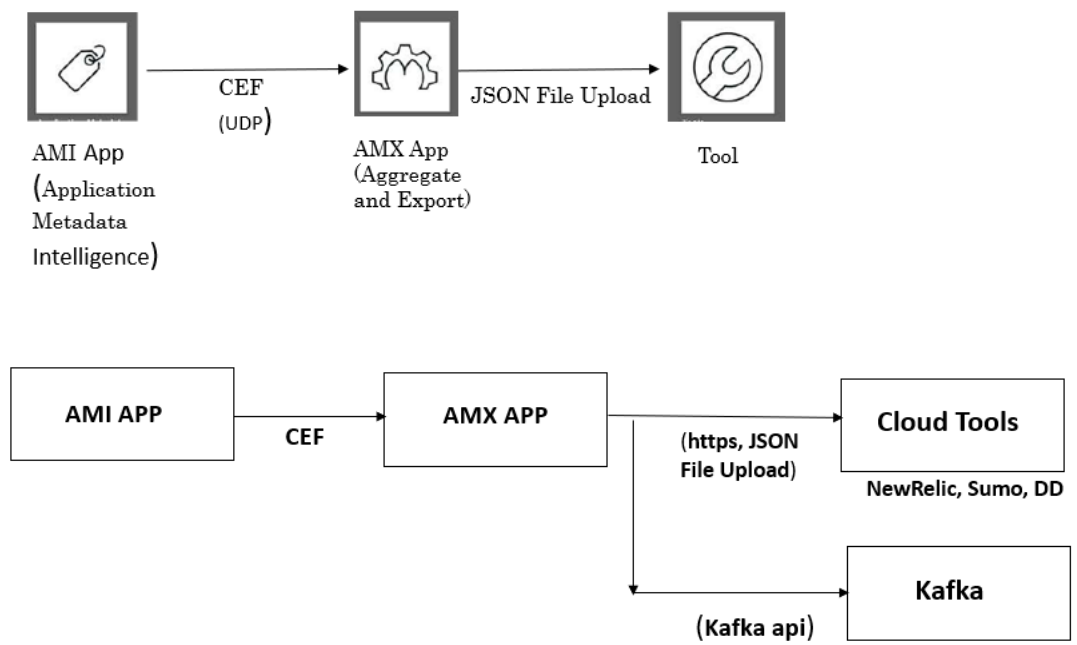 CEF
(UDP)
JSON File Upload
AMI App
(Application
Metadata
Intelligence)
AMX App
(Aggregate
and Export)
Tool
AMI APP
CEF
AMX APP
(https, JSON
File Upload)
Cloud Tools
NewRelic, Sumo, DD
Kafka
(Kafka api)